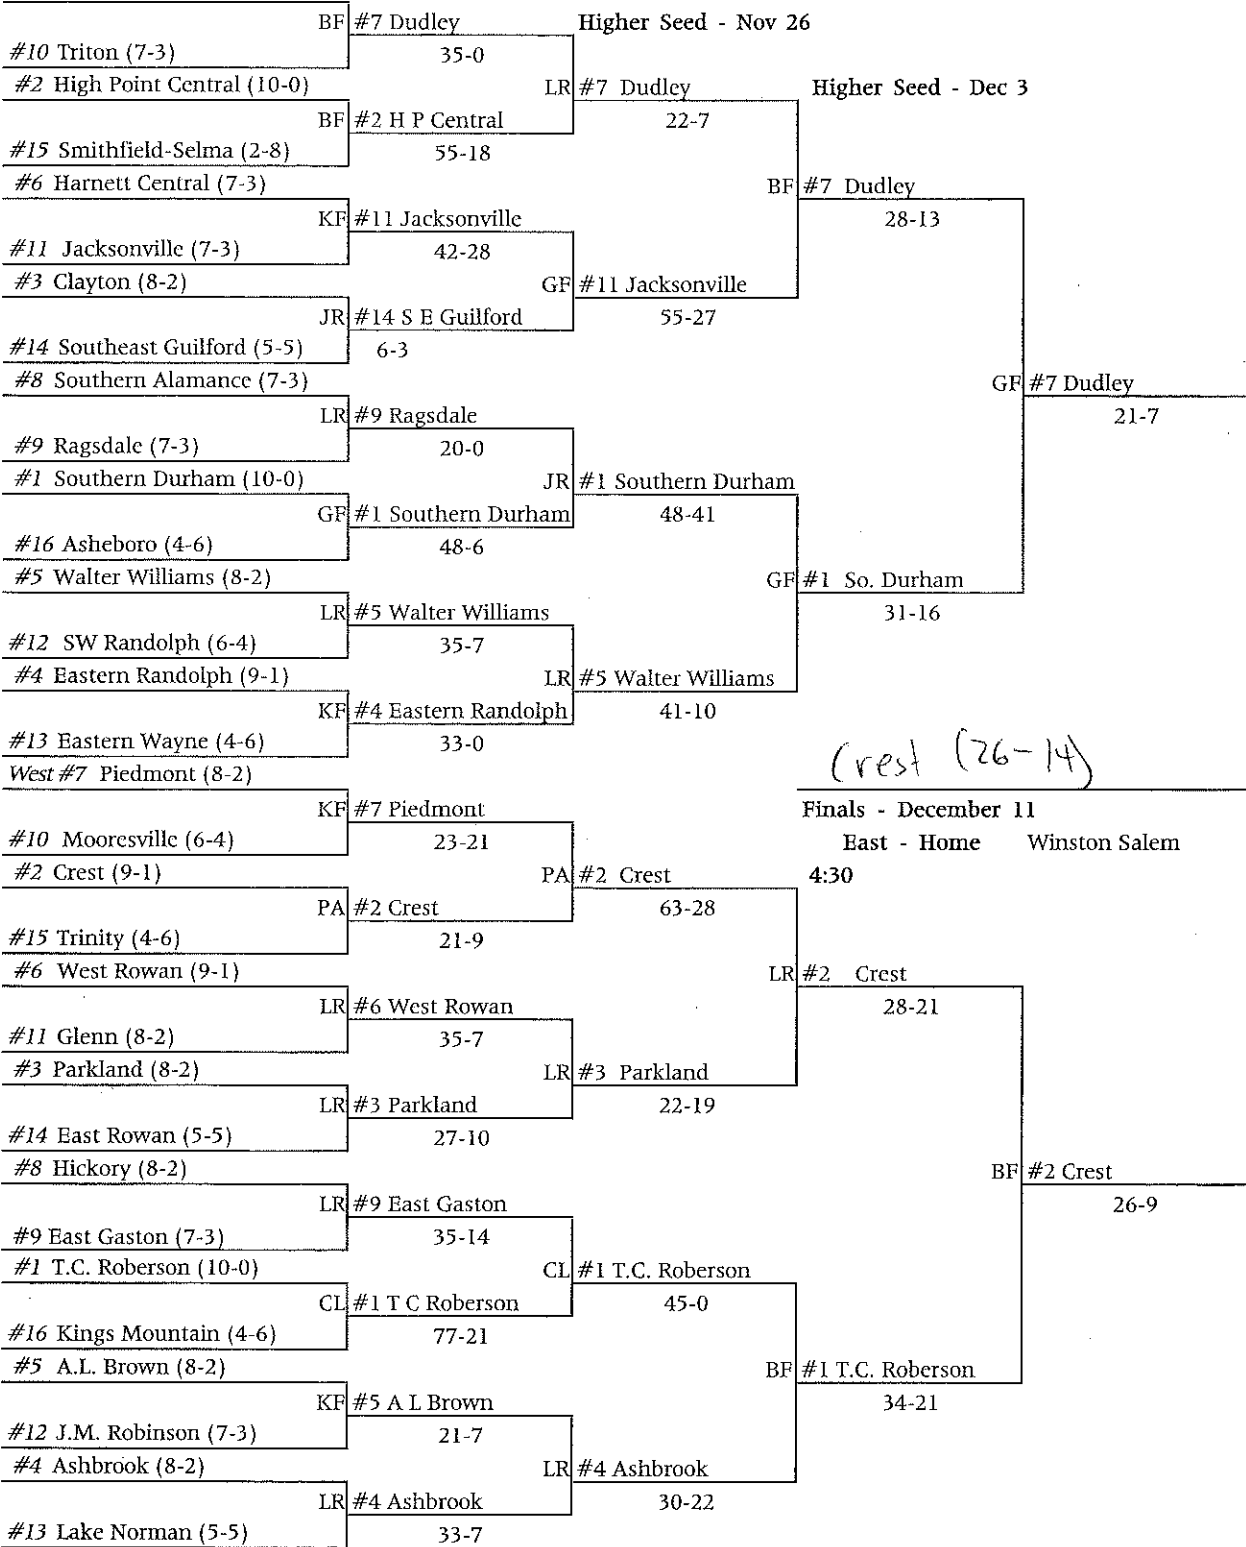 BF #7 Dudley Higher Seed - Nov 26
#10 Triton (7-3) 35-0
#2 High Point Central (10-0) LR #7 Dudley Higher Seed - Dec 3
22-7
BF #2 H P Central
#15 Smithfield-Selma (2-8) 55-18
#6 Harnett Central (7-3) BF #7 Dudley
KF #11 Jacksonville 28-13
#11 Jacksonville (7-3) 42-28
#3 Clayton (8-2) GF #11 Jacksonville
JR #14 S E Guilford 55-27
#14 Southeast Guilford (5-5) 6-3
#8 Southern Alamance (7-3) GF #7 Dudley
LR #9 Ragsdale 21-7
#9 Ragsdale (7-3) 20-0
#1 Southern Durham (10-0) JR #1 Southern Durham
GF #1 Southern Durham 48-41
#16 Asheboro (4-6) 48-6
#5 Walter Williams (8-2) GF #1 So. Durham
LR #5 Walter Williams 31-16
#12 SW Randolph (6-4) 35-7
#4 Eastern Randolph (9-1) LR #5 Walter Williams
KF #4 Eastern Randolph 41-10
#13 Eastern Wayne (4-6) 33-0
Crest (26-14)
West #7 Piedmont (8-2)
KF #7 Piedmont Finals - December 11
#10 Mooresville (6-4) 23-21 East - Home Winston Salem
#2 Crest (9-1) PA #2 Crest 4:30
PA #2 Crest 63-28
#15 Trinity (4-6) 21-9
#6 West Rowan (9-1) LR #2 Crest
LR #6 West Rowan 28-21
#11 Glenn (8-2) 35-7
#3 Parkland (8-2) LR #3 Parkland
LR #3 Parkland 22-19
#14 East Rowan (5-5) 27-10
#8 Hickory (8-2) BF #2 Crest
LR #9 East Gaston 26-9
#9 East Gaston (7-3) 35-14
#1 T.C. Roberson (10-0) CL #1 T.C. Roberson
CL #1 T C Roberson 45-0
#16 Kings Mountain (4-6) 77-21
#5 A.L. Brown (8-2) BF #1 T.C. Roberson
KF #5 A L Brown 34-21
#12 J.M. Robinson (7-3) 21-7
#4 Ashbrook (8-2) LR #4 Ashbrook
LR #4 Ashbrook 30-22
#13 Lake Norman (5-5) 33-7